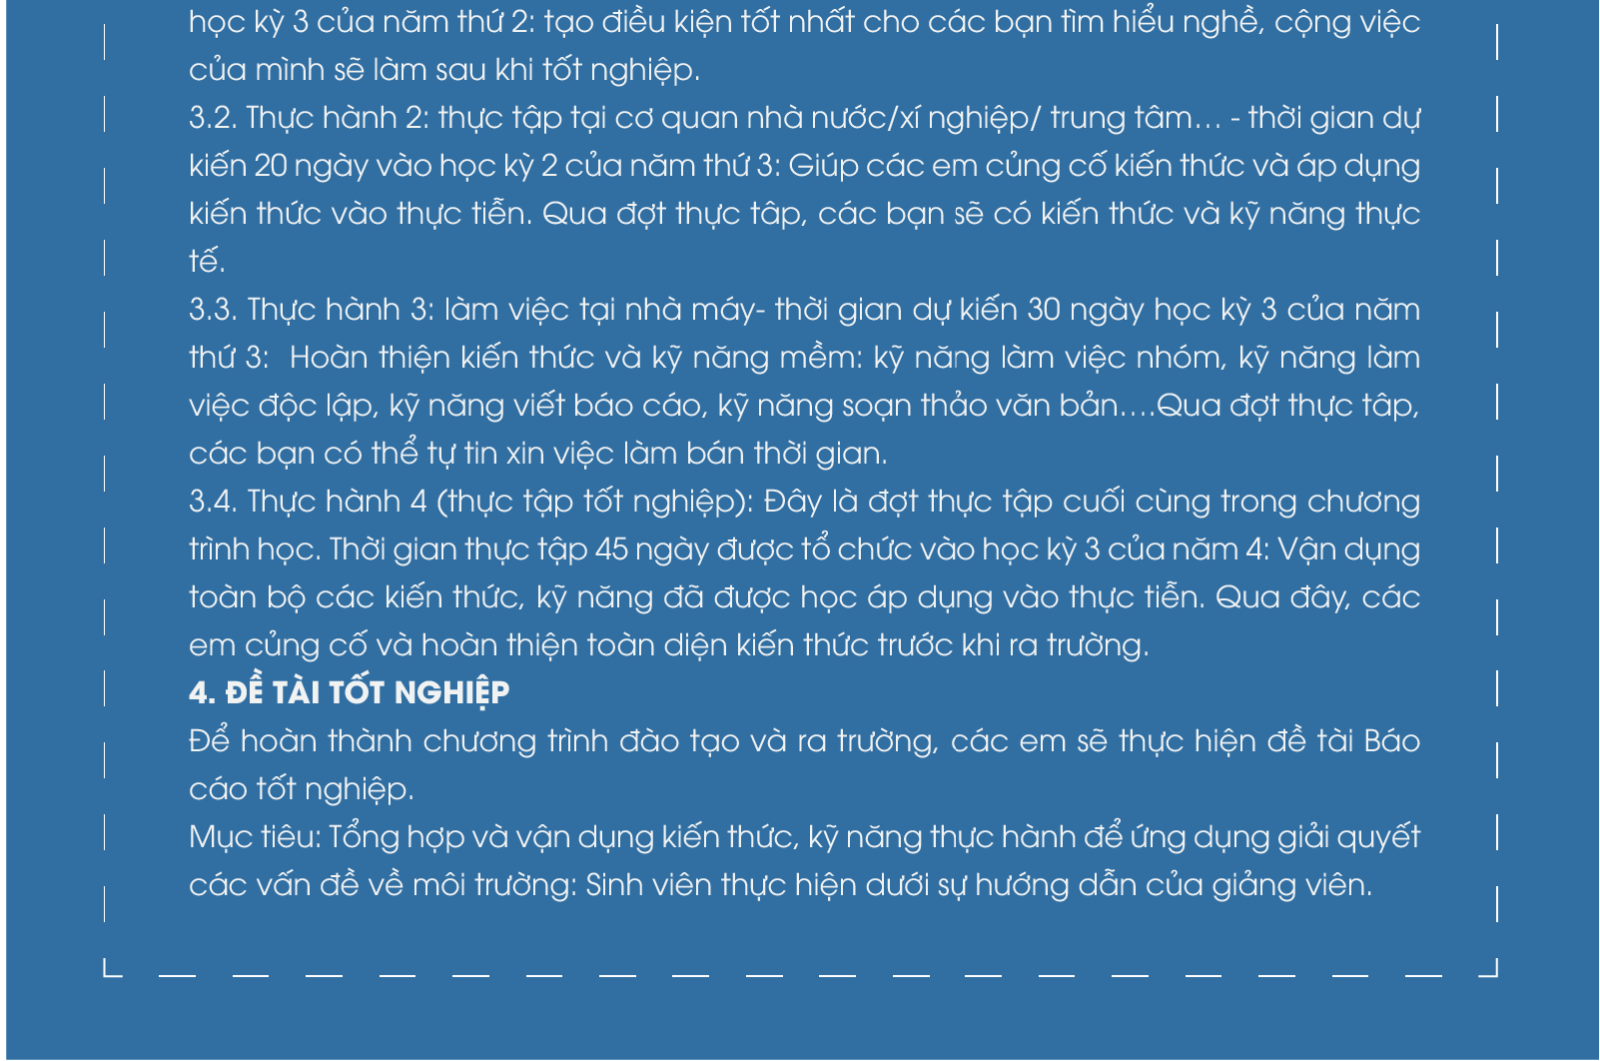 học kỳ 3 của năm thứ 2: tạo điều kiện tốt nhất cho các bạn tìm hiểu nghề, cộng việc
của mình sẽ làm sau khi tốt nghiệp.
3.2. Thực hành 2: thực tập tại cơ quan nhà nước/xí nghiệp/ trung tâm... - thời gian dự
kiến 20 ngày vào học kỳ 2 của năm thứ 3: Giúp các em củng cố kiến thức và áp dụng
kiến thức vào thực tiễn. Qua đợt thực tâp, các bạn sẽ có kiến thức và kỹ năng thực
tế.
3.3. Thực hành 3: làm việc tại nhà máy- thời gian dự kiến 30 ngày học kỳ 3 của năm
thứ 3:  Hoàn thiện kiến thức và kỹ năng mềm: kỹ năng làm việc nhóm, kỹ năng làm
việc độc lập, kỹ năng viết báo cáo, kỹ năng soạn thảo văn bản....Qua đợt thực tâp,
các bạn có thể tự tin xin việc làm bán thời gian.
3.4. Thực hành 4 (thực tập tốt nghiệp): Đây là đợt thực tập cuối cùng trong chương
trình học. Thời gian thực tập 45 ngày được tổ chức vào học kỳ 3 của năm 4: Vận dụng
toàn bộ các kiến thức, kỹ năng đã được học áp dụng vào thực tiễn. Qua đây, các
em củng cố và hoàn thiện toàn diện kiến thức trước khi ra trường.
4. ĐỀ TÀI TỐT NGHIỆP
Để hoàn thành chương trình đào tạo và ra trường, các em sẽ thực hiện đề tài Báo
cáo tốt nghiệp.
Mục tiêu: Tổng hợp và vận dụng kiến thức, kỹ năng thực hành để ứng dụng giải quyết
các vấn đề về môi trường: Sinh viên thực hiện dưới sự hướng dẫn của giảng viên.